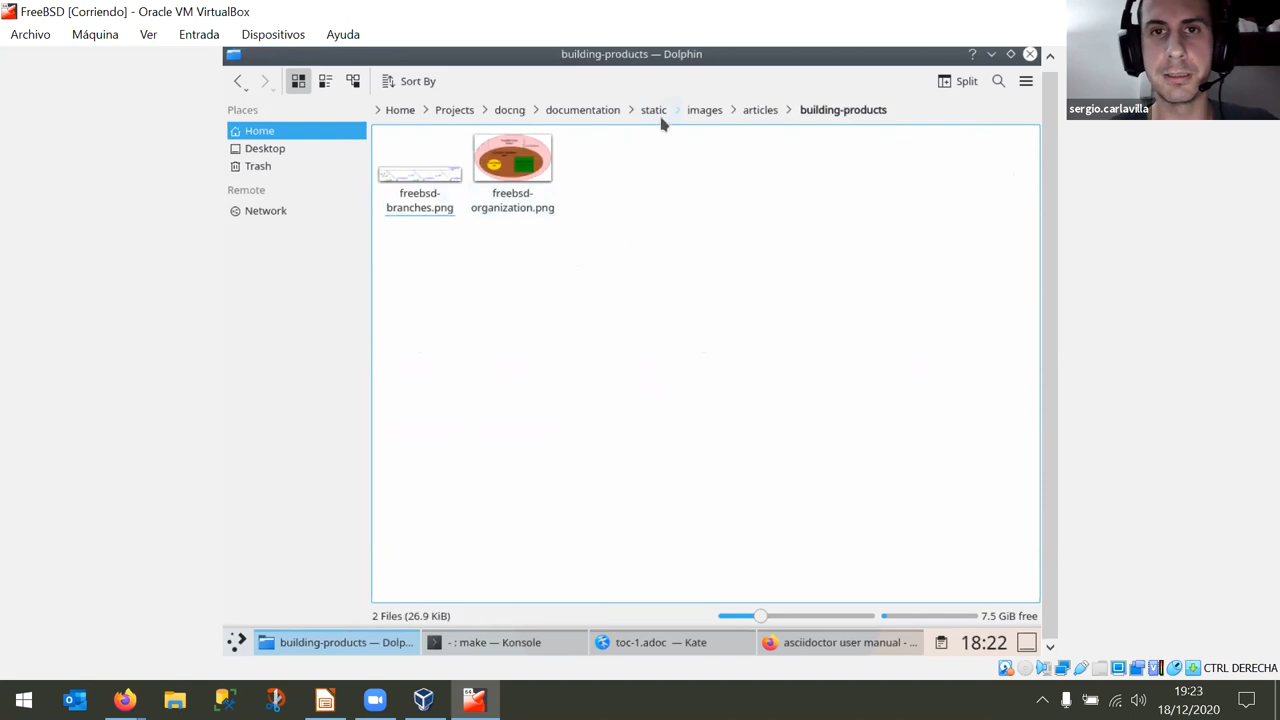 FreeBSD [Corriendo] - Oracle VM VirtualBox
Archivo Máquina Ver Entrada Dispositivos Ayuda
sergio.carlavilla
building-products — Dolphin
Sort By
Split
Places
Home
Desktop
Trash
Remote
Network
Home Projects docng documentation static images articles building-products
freebsd-
branches.png
freebsd-
organization.png
2 Files (26.9 KiB)
7.5 GiB free
building-products — Dolp...
- : make — Konsole
toc-1.adoc — Kate
asciidoctor user manual - ...
18:22
CTRL DERECHA
19:23
18/12/2020